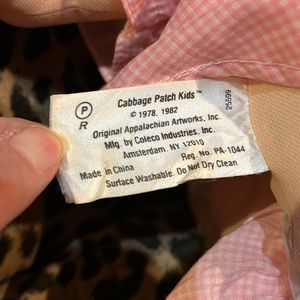 P
R
Cabbage Patch Kids™
© 1978, 1982
Original Appalachian Artworks, Inc.
Mfg. by Coleco Industries, Inc.
Amsterdam, NY 12010
Reg. No. PA-1044
Made in China
Surface Washable. Do Not Dry Clean
25599